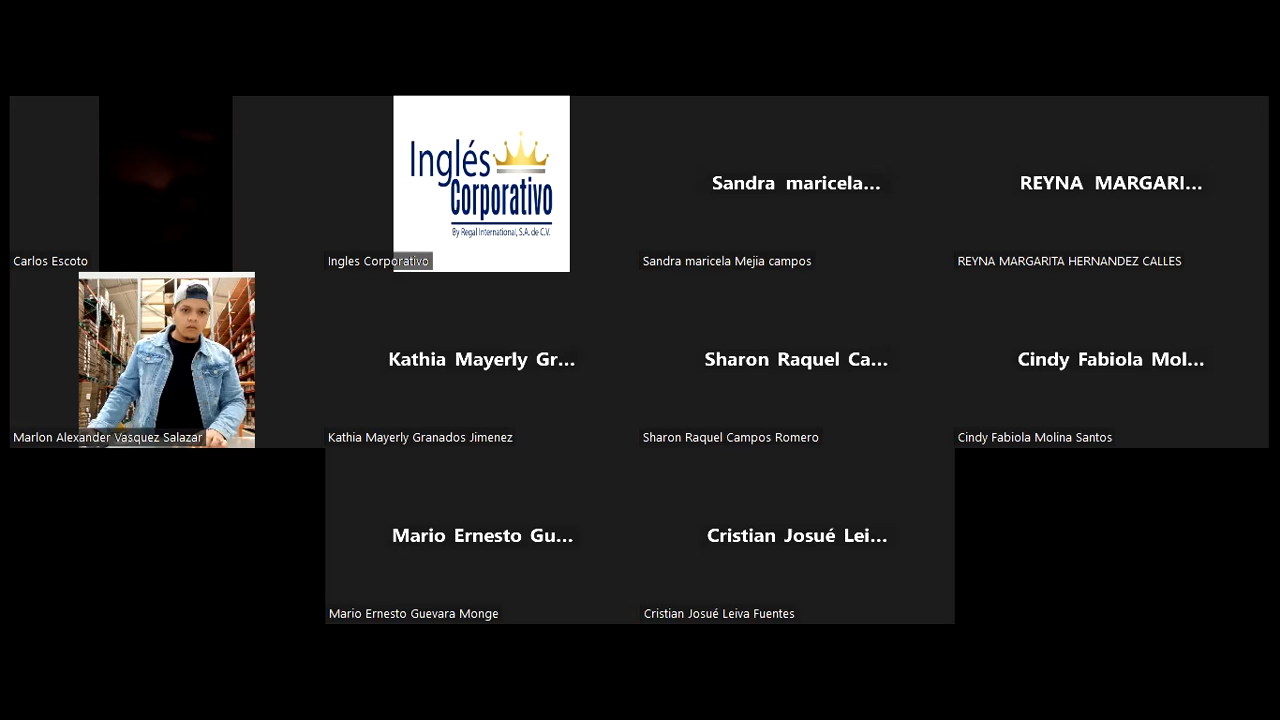 Inglés
Corporativo
By Regal International, S.A. de C.V.
Sandra maricela...
REYNA MARGARI...
Carlos Escoto
Ingles Corporativo
Sandra maricela Mejia campos
REYNA MARGARITA HERNANDEZ CALLES
Kathia Mayerly Gr...
Sharon Raquel Ca...
Cindy Fabiola Mol...
Marlon Alexander Vasquez Salazar
Kathia Mayerly Granados Jimenez
Sharon Raquel Campos Romero
Cindy Fabiola Molina Santos
Mario Ernesto Gu...
Cristian Josué Lei...
Mario Ernesto Guevara Monge
Cristian Josué Leiva Fuentes